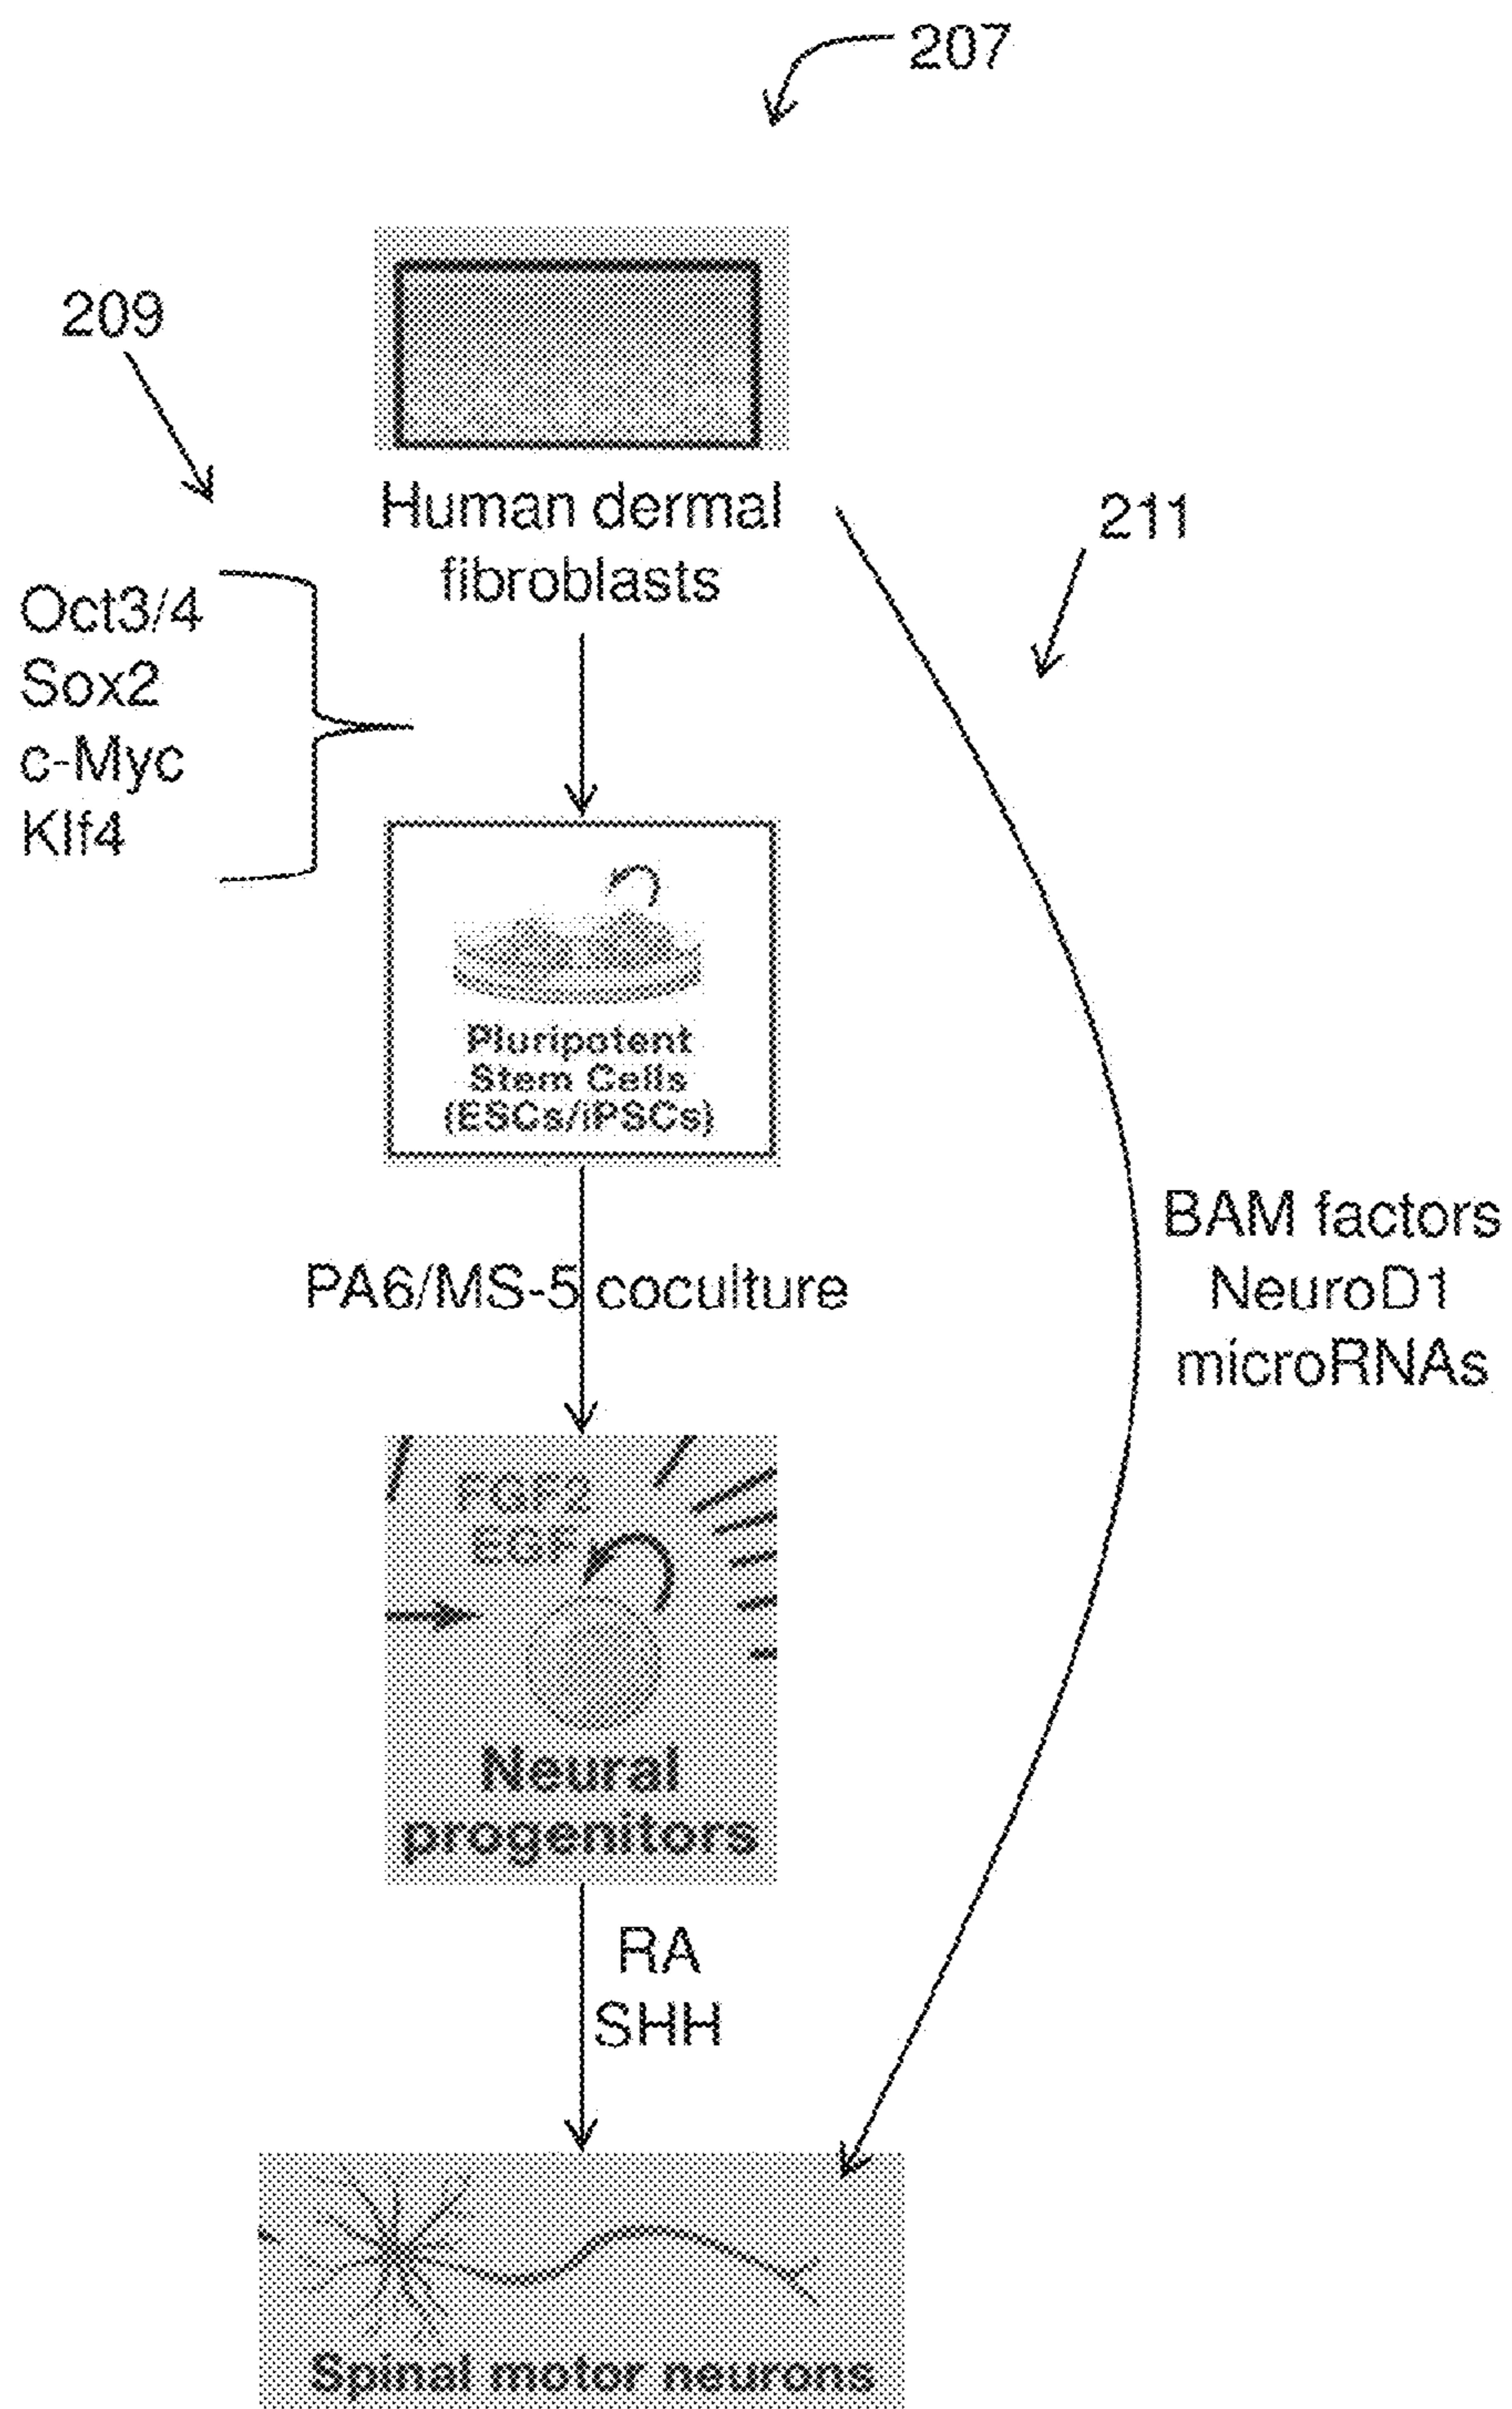 207
209
Human dermal
fibroblasts
211
Oct3/4
Sox2
c-Myc
Klf4
Pluripotent
Stem Cells
(ESCs/iPSCs)
PA6/MS-5 coculture
BAM factors
NeuroD1
microRNAs
FGF2
EGF
Neural
progenitors
RA
SHH
Spinal motor neurons